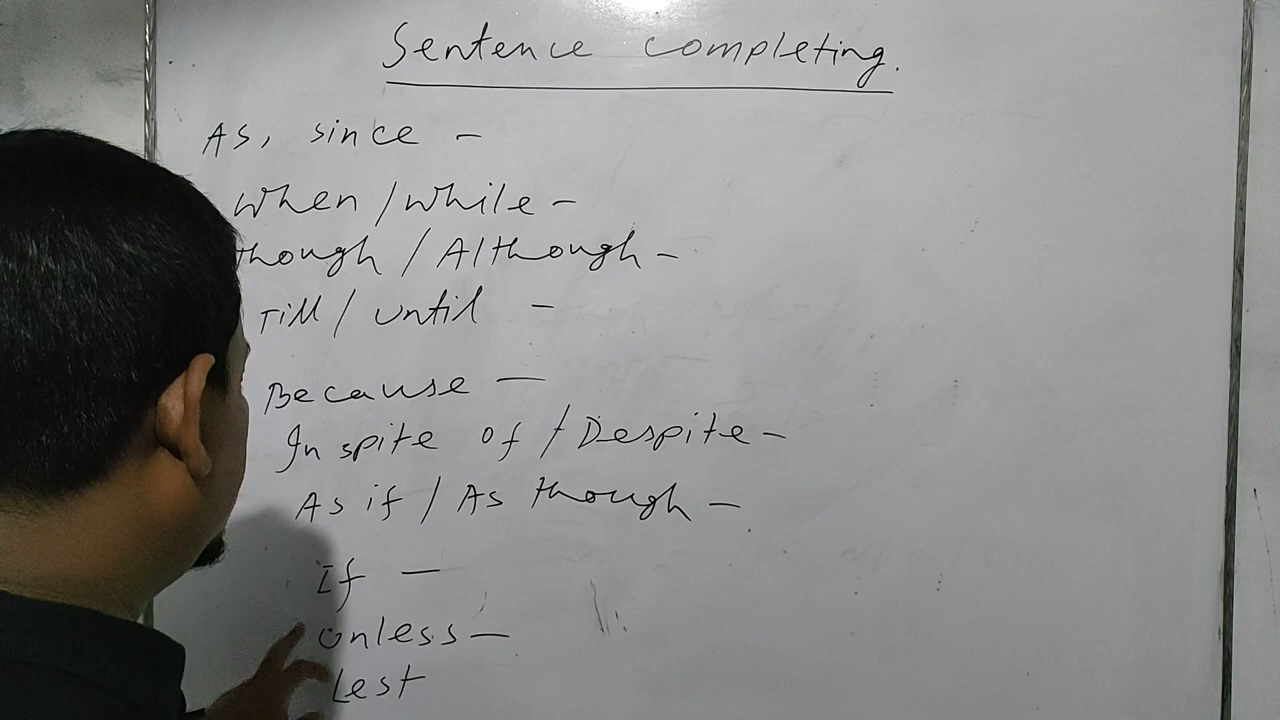 Sentence completing.
As, since -
When / while -
though / Although -
Till / until -
Because -
In spite of / Despite -
As if / As though -
If -
unless -
Lest